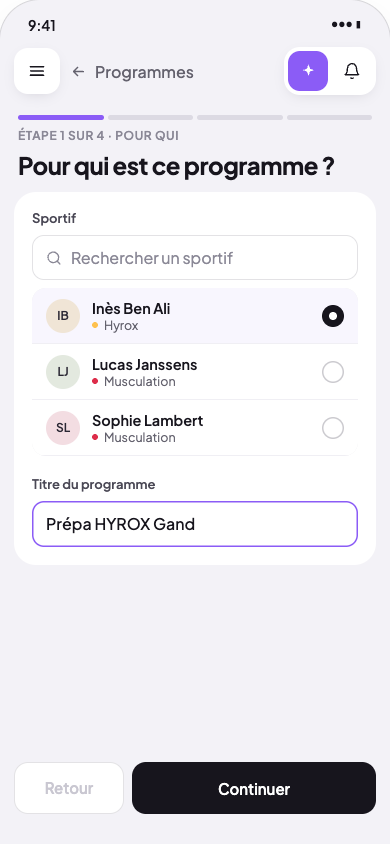 9:41
Programmes
ÉTAPE 1 SUR 4 · POUR QUI
Pour qui est ce programme ?
Sportif
Rechercher un sportif
IB
Inès Ben Ali
Hyrox
LJ
Lucas Janssens
Musculation
SL
Sophie Lambert
Musculation
Titre du programme
Prépa HYROX Gand
Retour
Continuer